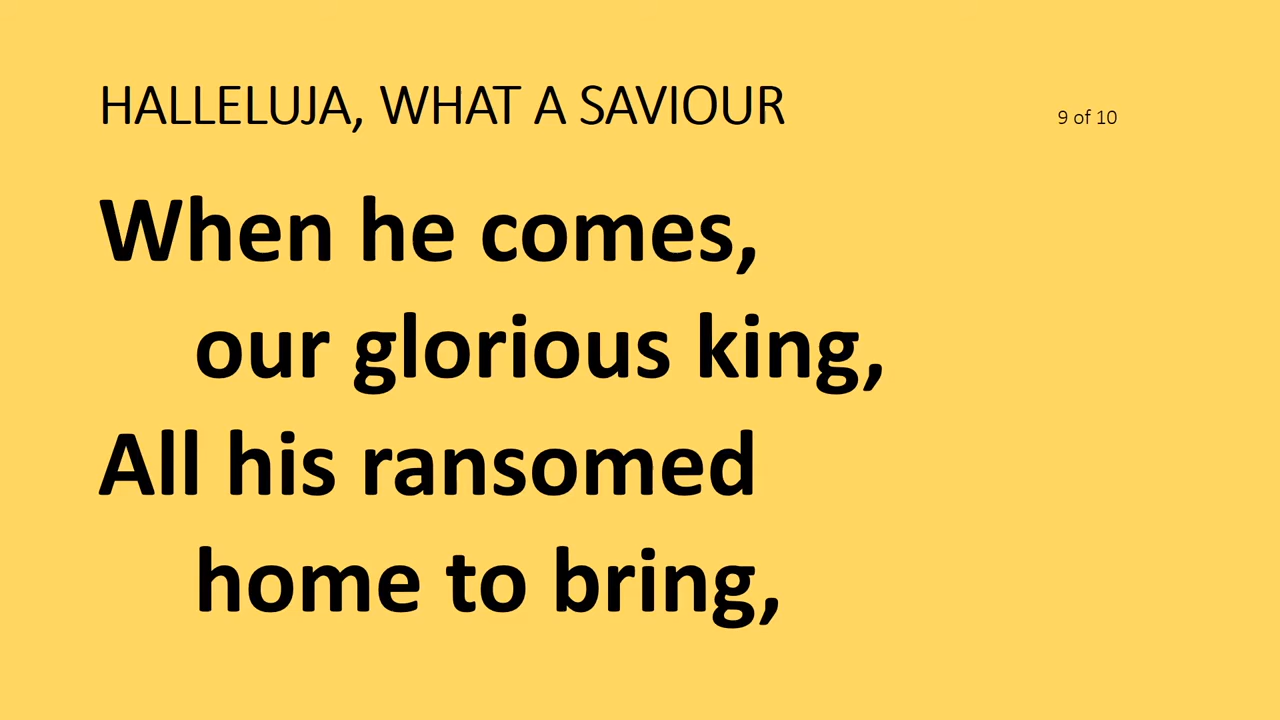 HALLELUJA, WHAT A SAVIOUR
9 of 10
When he comes,
our glorious king,
All his ransomed
home to bring,